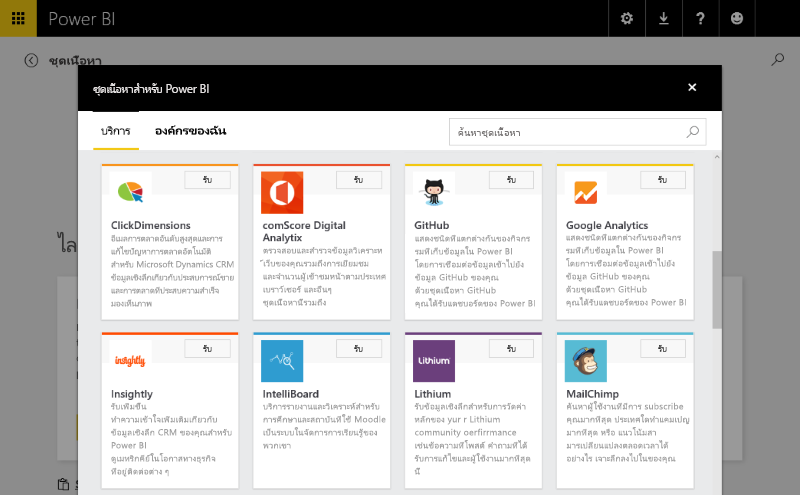 Power BI
?
ชุดเนื้อหา
ชุดเนื้อหาสำหรับ Power BI
บริการ
องค์กรของฉัน
ค้นหาชุดเนื้อหา
รับ
ClickDimensions
อีเมลการตลาดอันดับสูงสุดและการ
แก้ไขปัญหาการตลาดอัตโนมัติ
สำหรับ Microsoft Dynamics CRM
ข้อมูลเชิงลึกเกี่ยวกับประสบการณ์ขาย
และการตลาดที่ประสบความสำเร็จ
มองเห็นภาพ
รับ
comScore Digital
Analytix
ตรวจสอบและสำรวจข้อมูลวิเคราะห์
เว็บของคุณรวมถึงการเยี่ยมชม
และจำนวนผู้เข้าชมหน้าตามประเทศ
เบราว์เซอร์ และอื่นๆ
ชุดเนื้อหานี้รวมถึง
รับ
GitHub
แสดงชนิดที่แตกต่างกันของกิจกร
รมที่เก็บข้อมูลใน Power BI
โดยการเชื่อมต่อข้อมูลเข้าไปยัง
ข้อมูล GitHub ของคุณ
ด้วยชุดเนื้อหา GitHub
คุณได้รับแดชบอร์ดของ Power BI
รับ
Google Analytics
แสดงชนิดที่แตกต่างกันของกิจกร
รมที่เก็บข้อมูลใน Power BI
โดยการเชื่อมต่อข้อมูลเข้าไปยัง
ข้อมูล GitHub ของคุณ
ด้วยชุดเนื้อหา GitHub
คุณได้รับแดชบอร์ดของ Power BI
insightly
รับ
Insightly
รับเพิ่มขึ้น
ทำความเข้าใจเพิ่มเติมเกี่ยวกับ
ข้อมูลเชิงลึก CRM ของคุณสำหรับ
Power BI
ดูเมทริกคีย์ในโอกาสทางธุรกิจ
ที่อยู่ติดต่อต่าง ๆ
รับ
IntelliBoard
บริการรายงานและวิเคราะห์สำหรับ
การศึกษาและสถาบันที่ใช้ Moodle
เป็นระบบในจัดการการเรียนรู้ของ
พวกเขา
Lithium
รับ
Lithium
รับข้อมูลเชิงลึกสำหรับการวัดค่า
หลักของ yur r Lithium
community oerfirrmance
เช่นข้อความที่โพสต์ คำถามที่ได้
รับการแก้ไขและผู้ใช้งานมากที่สุด
นี้
รับ
MailChimp
ค้นหาผู้ใช้งานที่มีการ subscribe
คุณมากที่สุด ประเทศใดทำแคมเปญ
มากที่สุด หรือ แนวโน้มสา
มารเปลี่ยนแปลงตลอดเวลาได้
อย่างไร เจาะลึกลงไปในของคุณ
ไล